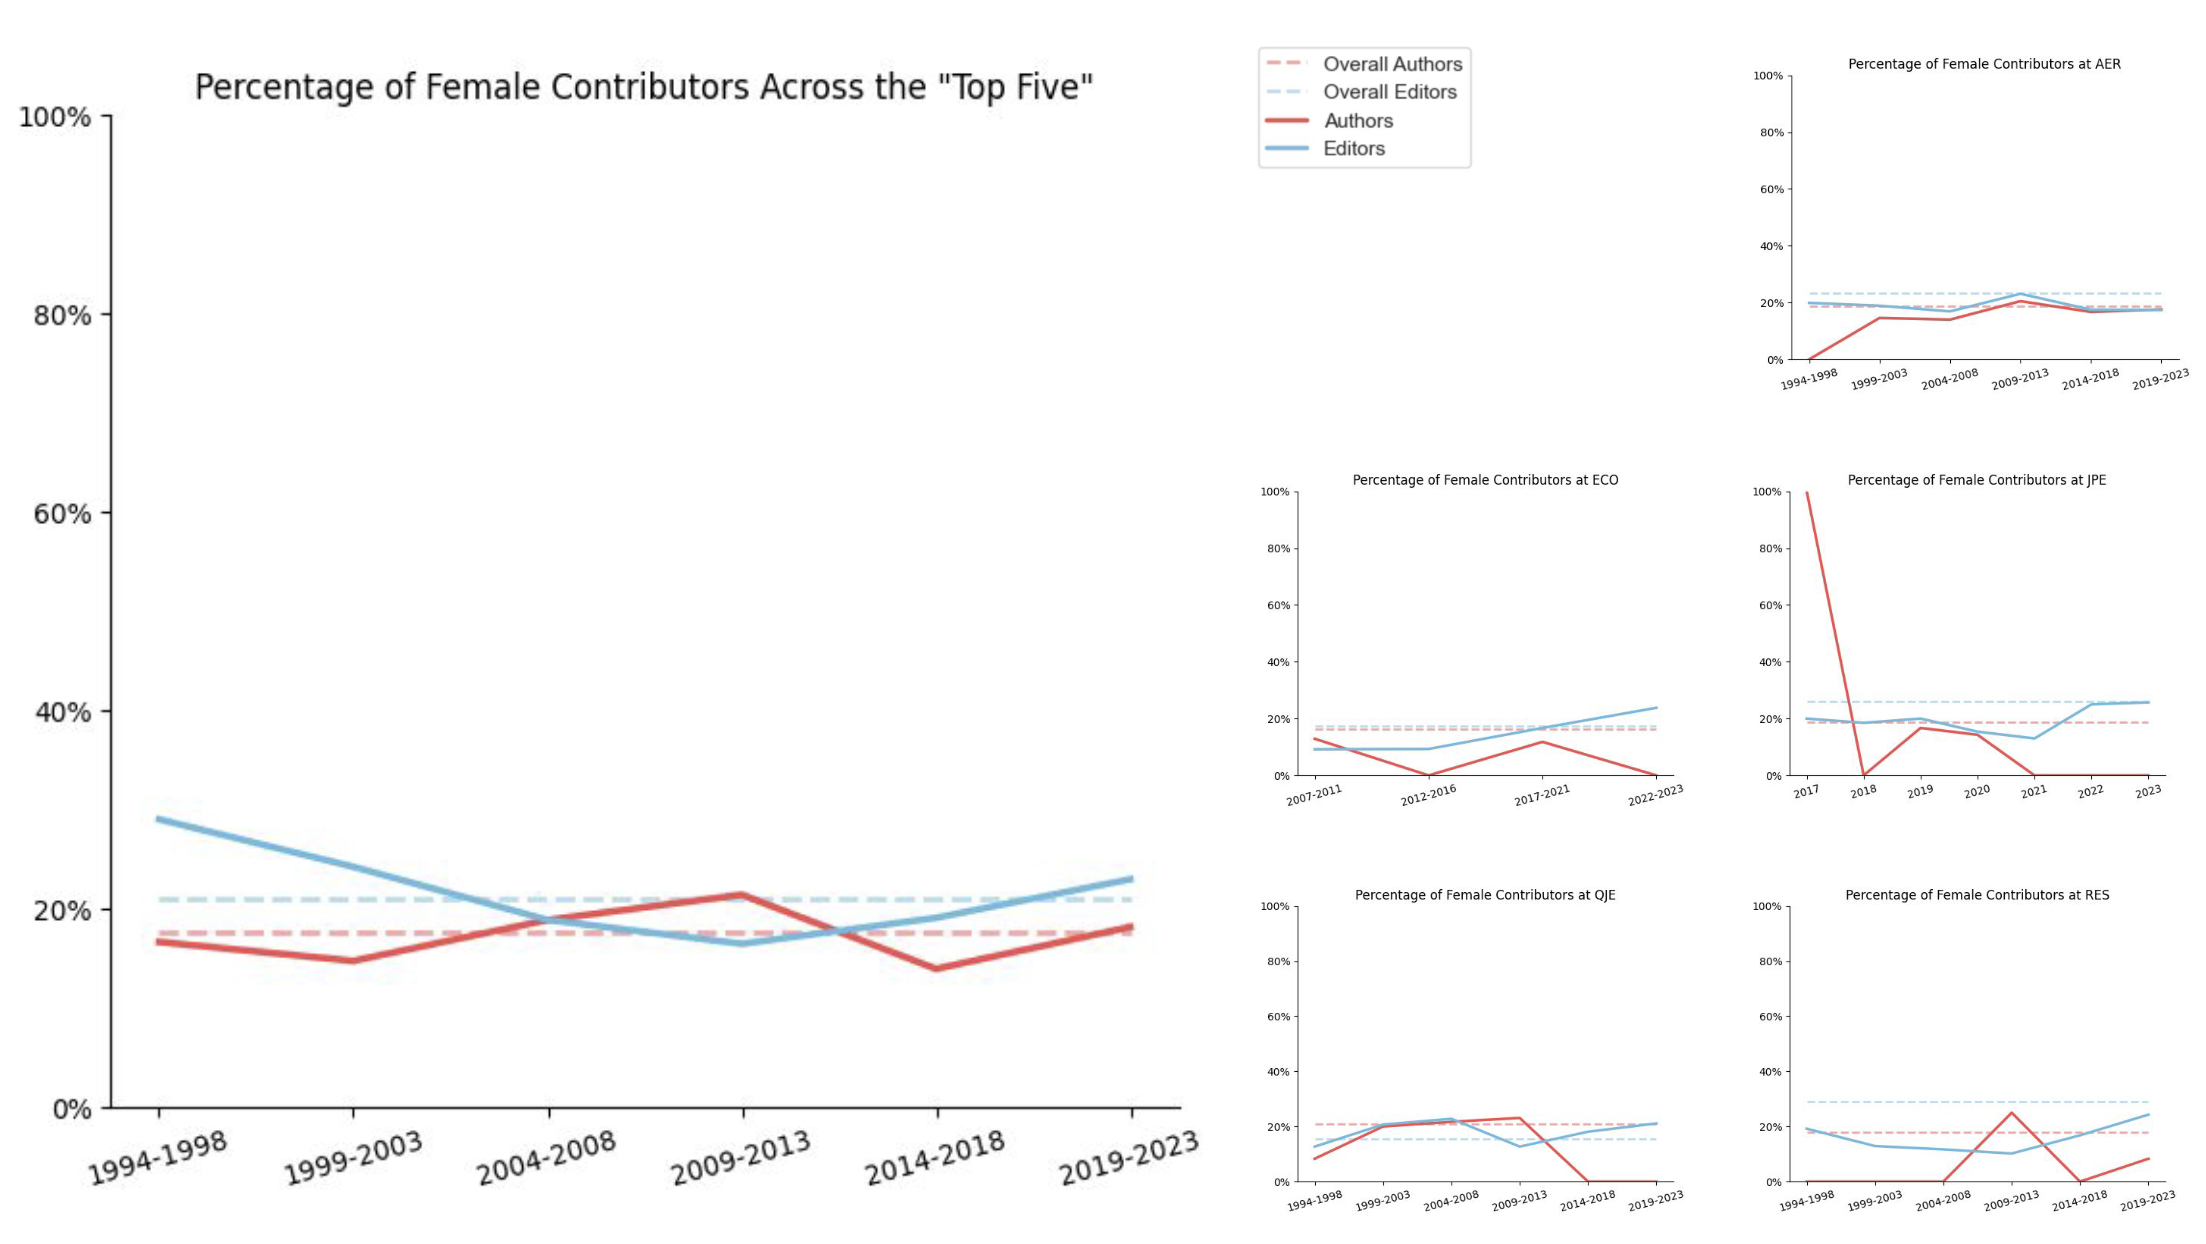 Percentage of Female Contributors Across the "Top Five"
100%
80%
60%
40%
20%
0%
1994-1998 1999-2003 2004-2008 2009-2013 2014-2018 2019-2023
Overall Authors
Overall Editors
Authors
Editors
Percentage of Female Contributors at AER
100%
80%
60%
40%
20%
0%
1994-1998 1999-2003 2004-2008 2009-2013 2014-2018 2019-2023
Percentage of Female Contributors at ECO
100%
80%
60%
40%
20%
0%
2007-2011 2012-2016 2017-2021 2022-2023
Percentage of Female Contributors at JPE
100%
80%
60%
40%
20%
0%
2017 2018 2019 2020 2021 2022 2023
Percentage of Female Contributors at QJE
100%
80%
60%
40%
20%
0%
1994-1998 1999-2003 2004-2008 2009-2013 2014-2018 2019-2023
Percentage of Female Contributors at RES
100%
80%
60%
40%
20%
0%
1994-1998 1999-2003 2004-2008 2009-2013 2014-2018 2019-2023